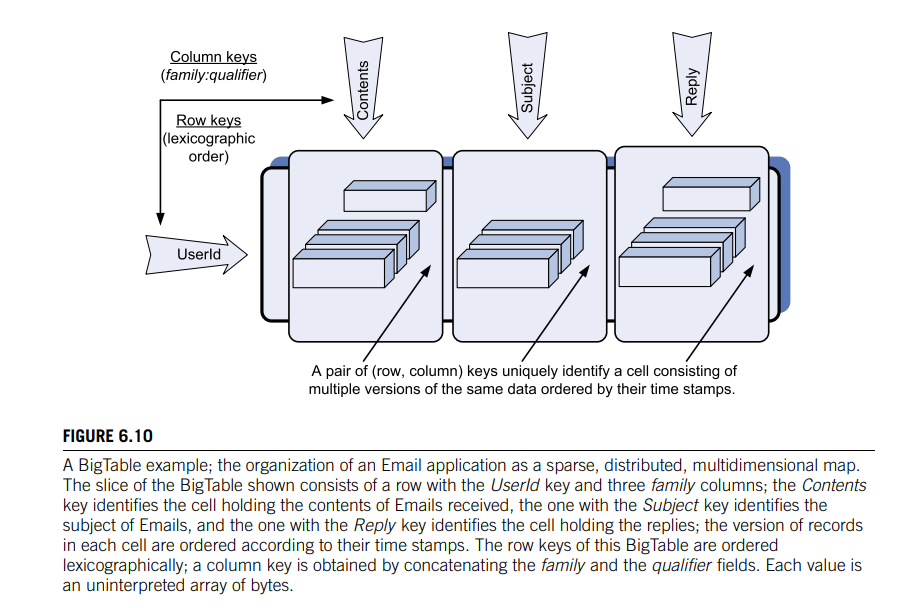 Column keys
(family:qualifier)
Contents
Subject
Reply
Row keys
(lexicographic
order)
UserId
A pair of (row, column) keys uniquely identify a cell consisting of
multiple versions of the same data ordered by their time stamps.
FIGURE 6.10
A BigTable example; the organization of an Email application as a sparse, distributed, multidimensional map.
The slice of the BigTable shown consists of a row with the UserId key and three family columns; the Contents
key identifies the cell holding the contents of Emails received, the one with the Subject key identifies the
subject of Emails, and the one with the Reply key identifies the cell holding the replies; the version of records
in each cell are ordered according to their time stamps. The row keys of this BigTable are ordered
lexicographically; a column key is obtained by concatenating the family and the qualifier fields. Each value is
an uninterpreted array of bytes.